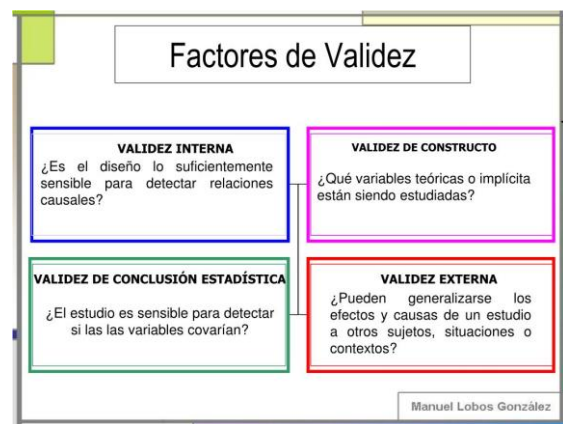 Factores de Validez
VALIDEZ INTERNA
¿Es el diseño lo suficientemente
sensible para detectar relaciones
causales?
VALIDEZ DE CONSTRUCTO
¿Qué variables teóricas o implícita
están siendo estudiadas?
VALIDEZ DE CONCLUSIÓN ESTADÍSTICA
¿El estudio es sensible para detectar
si las las variables covarían?
VALIDEZ EXTERNA
¿Pueden generalizarse los
efectos y causas de un estudio
a otros sujetos, situaciones o
contextos?
Manuel Lobos González